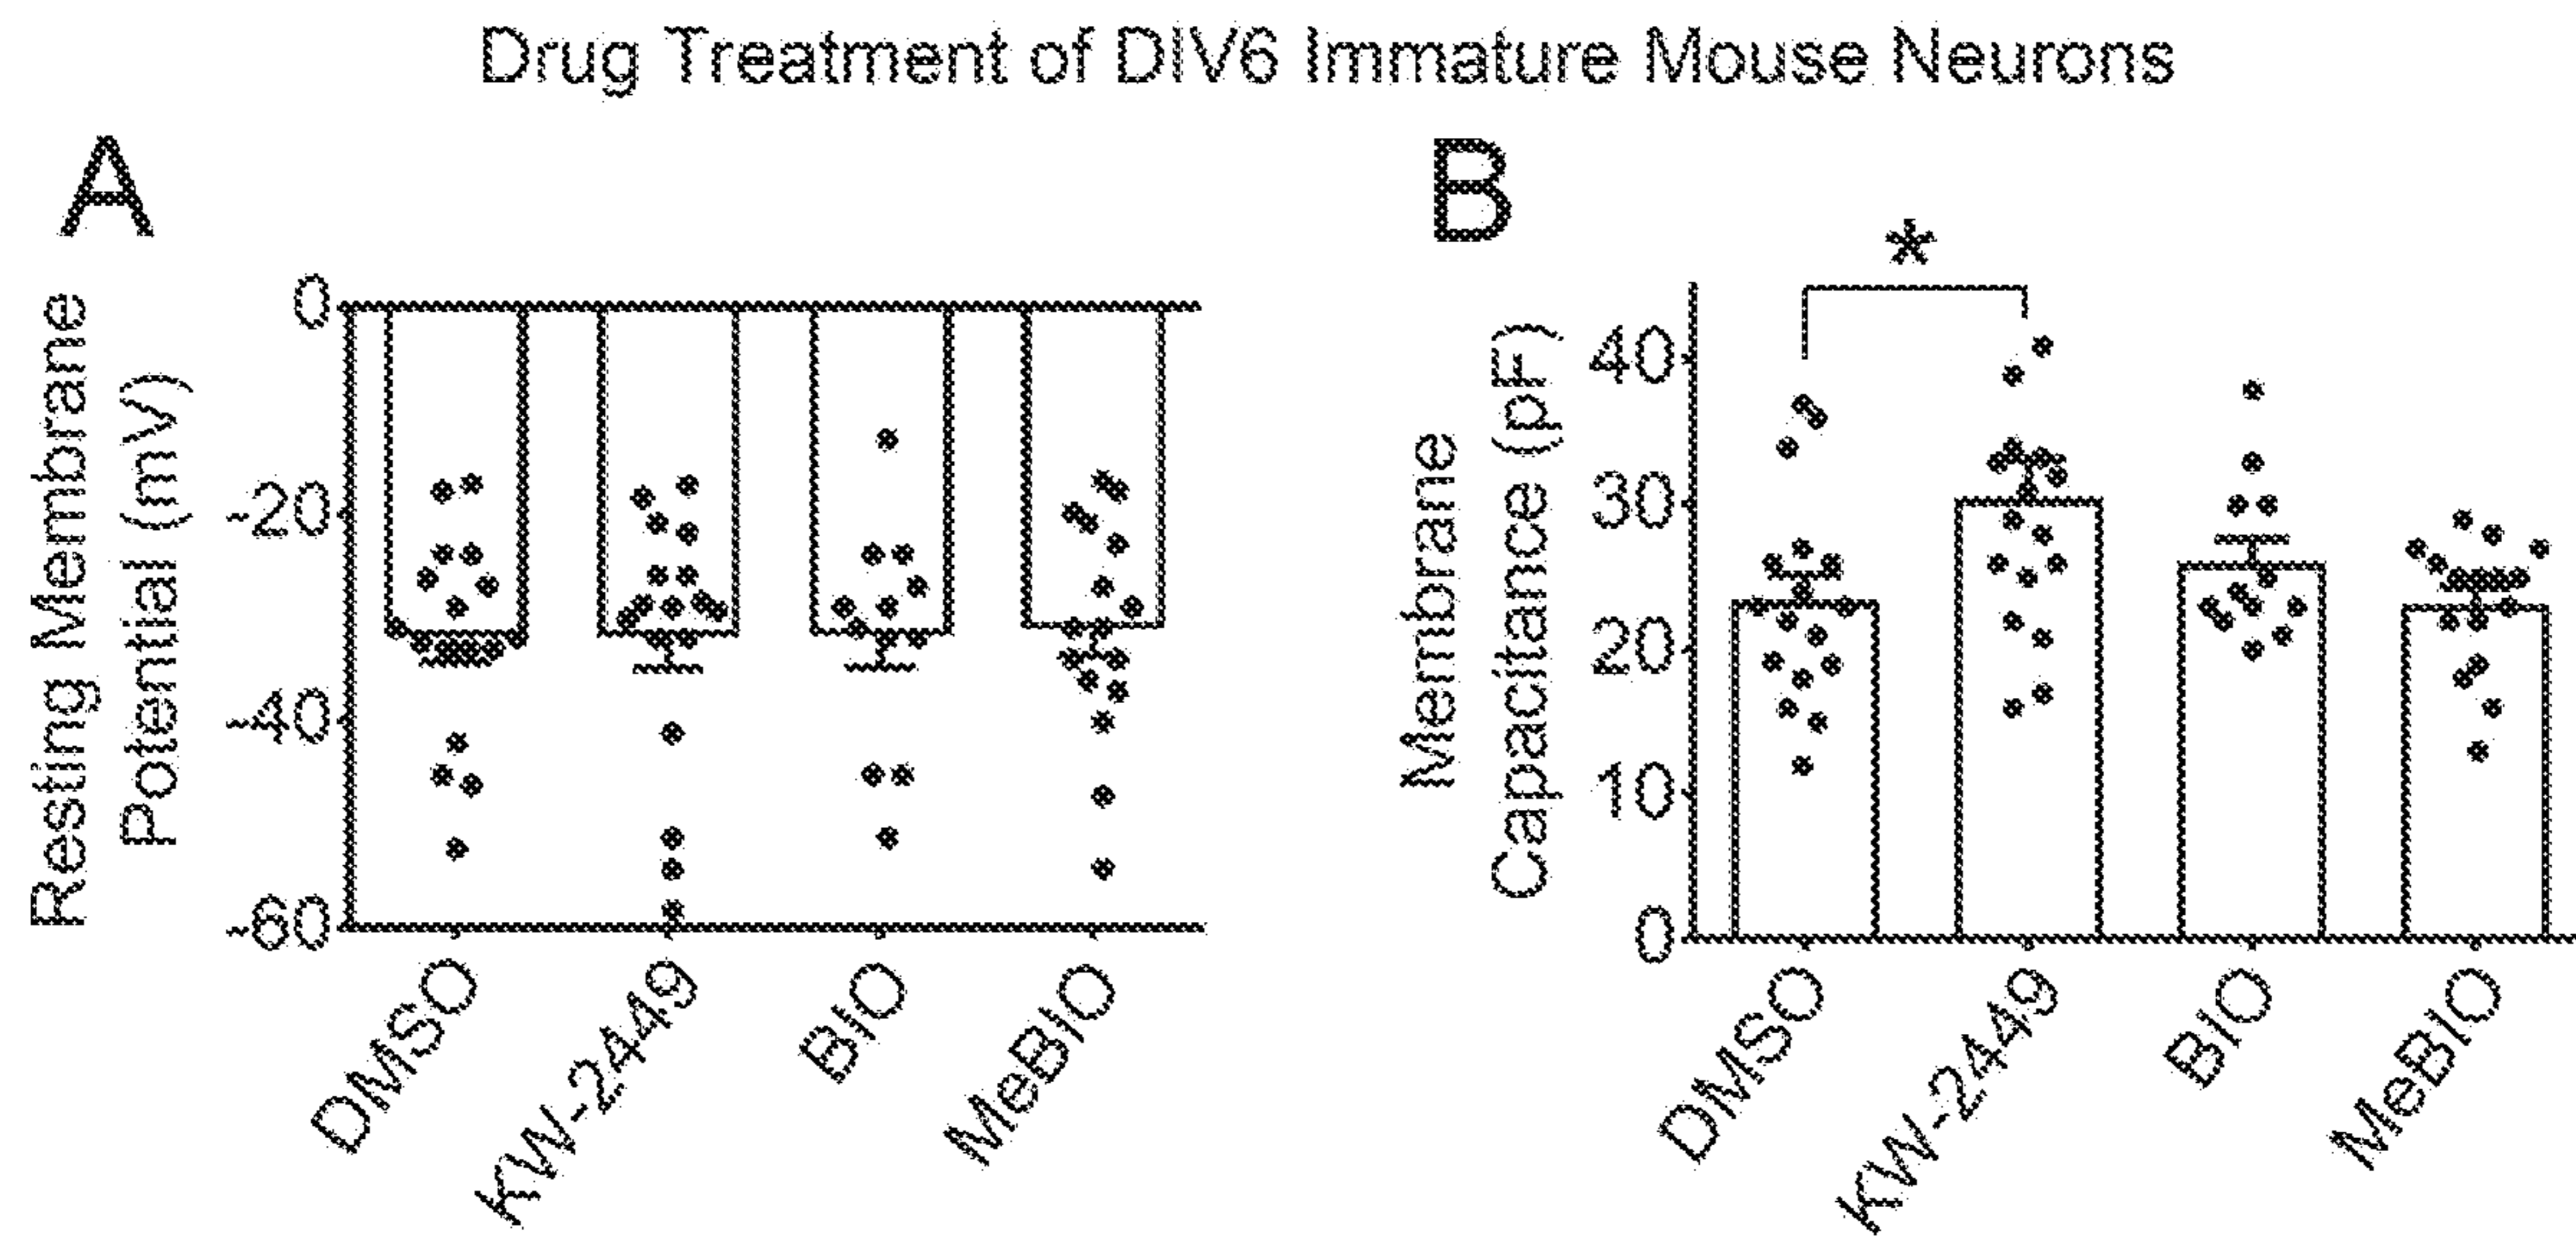 Drug Treatment of DIV6 Immature Mouse Neurons
A
Resting Membrane
Potential (mV)
0
-20
-40
-60
DMSO
KW-2449
BIO
MeBIO
B
*
Membrane
Capacitance (pF)
40
30
20
10
0
DMSO
KW-2449
BIO
MeBIO